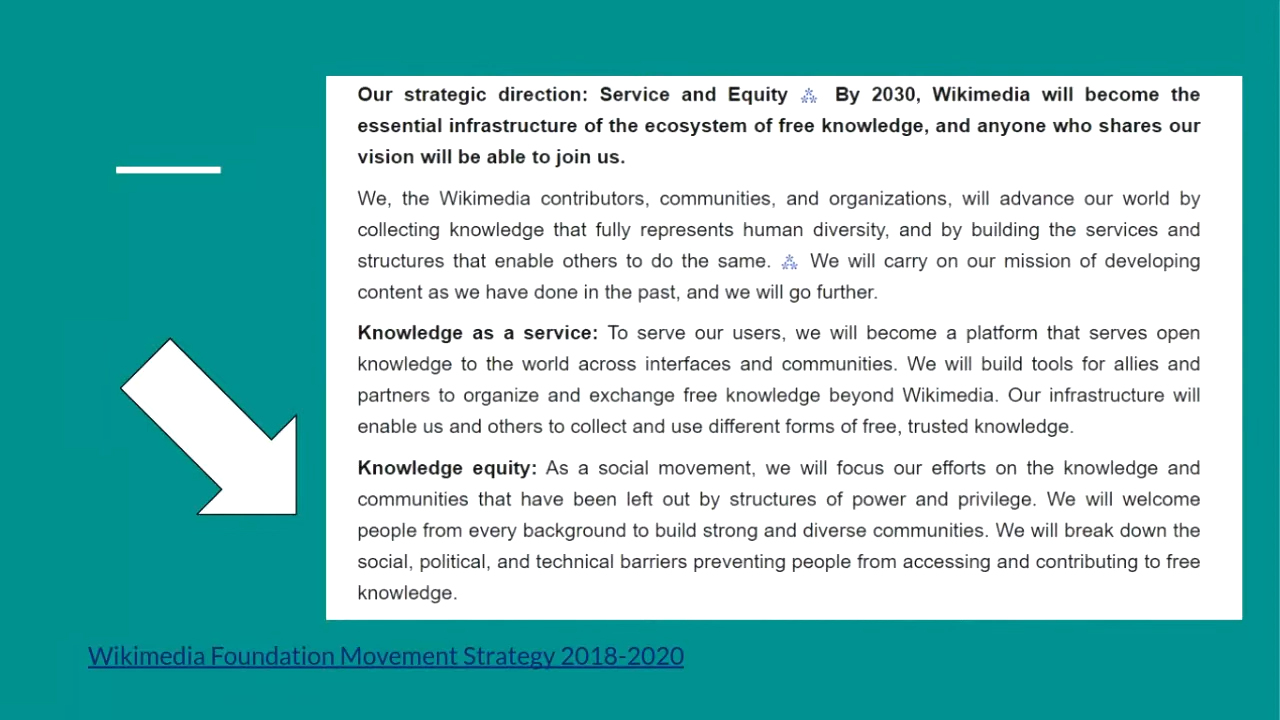 Our strategic direction: Service and Equity By 2030, Wikimedia will become the
essential infrastructure of the ecosystem of free knowledge, and anyone who shares our
vision will be able to join us.
We, the Wikimedia contributors, communities, and organizations, will advance our world by
collecting knowledge that fully represents human diversity, and by building the services and
structures that enable others to do the same. We will carry on our mission of developing
content as we have done in the past, and we will go further.
Knowledge as a service: To serve our users, we will become a platform that serves open
knowledge to the world across interfaces and communities. We will build tools for allies and
partners to organize and exchange free knowledge beyond Wikimedia. Our infrastructure will
enable us and others to collect and use different forms of free, trusted knowledge.
Knowledge equity: As a social movement, we will focus our efforts on the knowledge and
communities that have been left out by structures of power and privilege. We will welcome
people from every background to build strong and diverse communities. We will break down the
social, political, and technical barriers preventing people from accessing and contributing to free
knowledge.
Wikimedia Foundation Movement Strategy 2018-2020